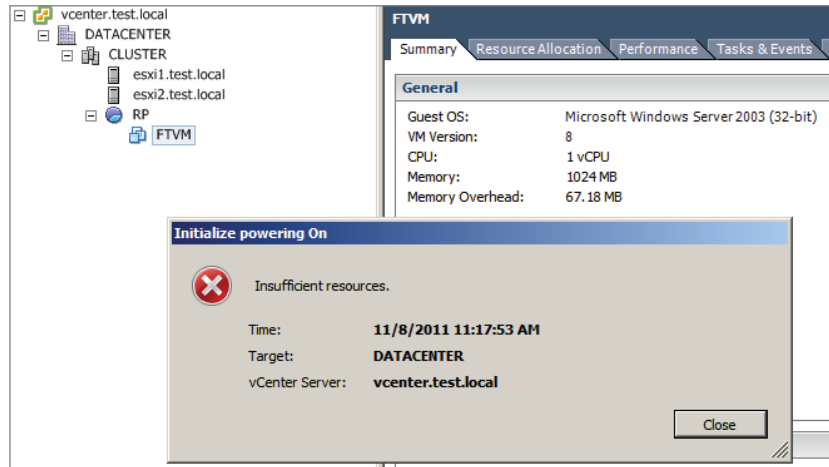 vcenter.test.local
DATACENTER
CLUSTER
esxi1.test.local
esxi2.test.local
RP
FTVM
FTVM
Summary Resource Allocation Performance Tasks & Events
General
Guest OS: Microsoft Windows Server 2003 (32-bit)
VM Version: 8
CPU: 1 vCPU
Memory: 1024 MB
Memory Overhead: 67.18 MB
Initialize powering On
Insufficient resources.
Time: 11/8/2011 11:17:53 AM
Target: DATACENTER
vCenter Server: vcenter.test.local
Close